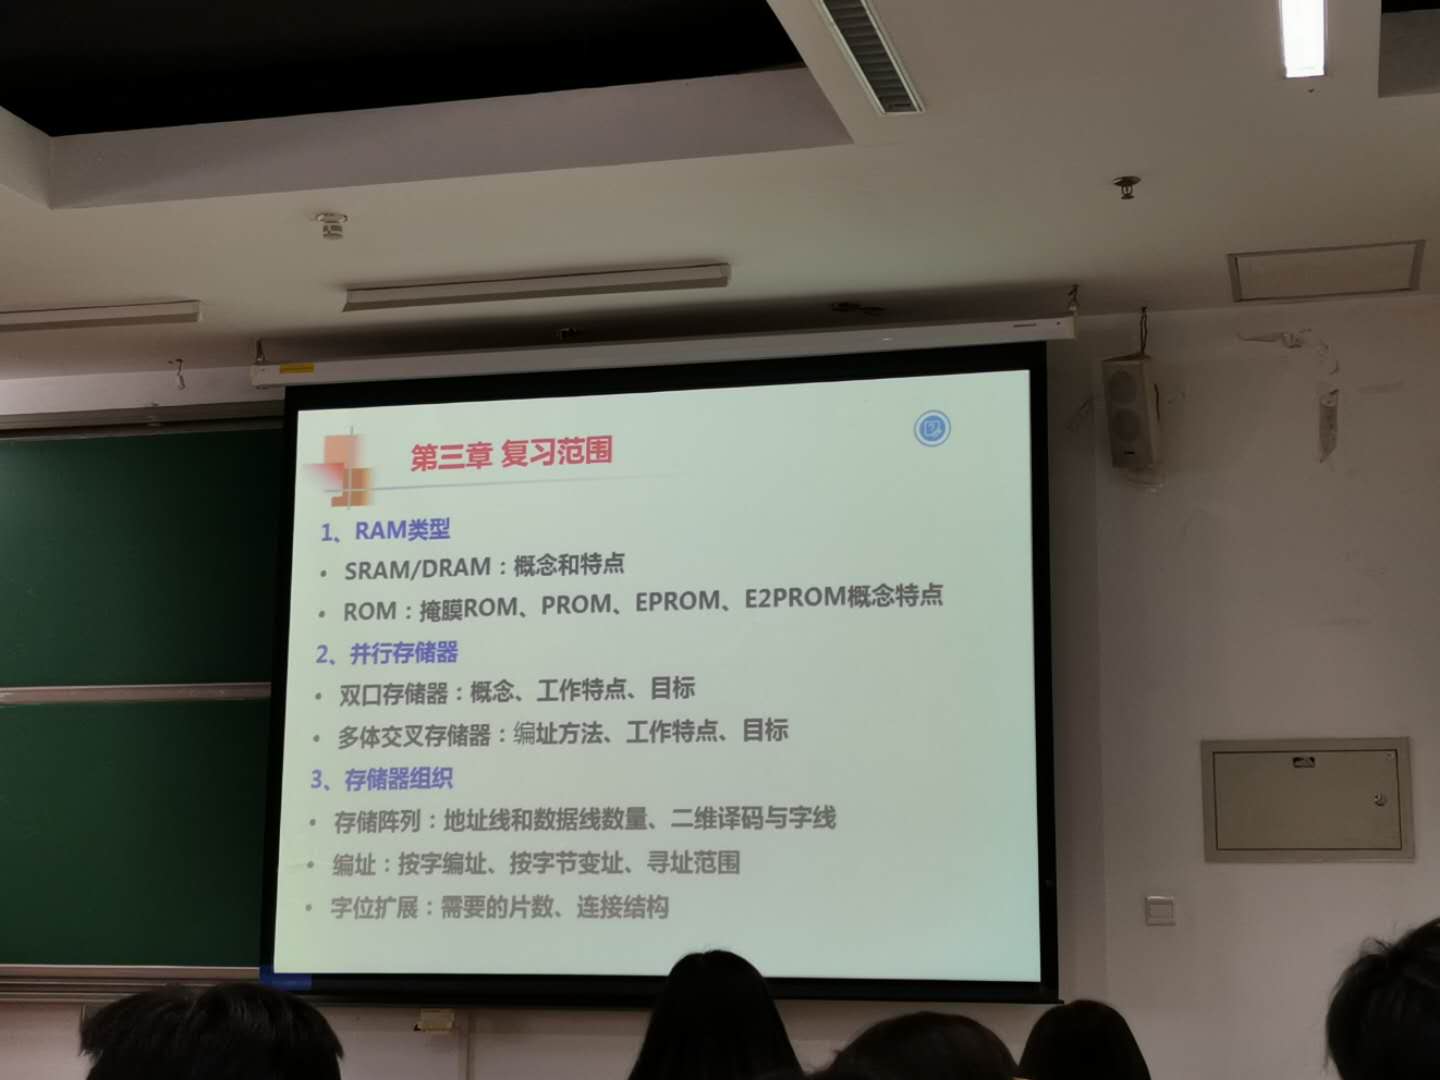 第三章 复习范围
1、RAM类型
• SRAM/DRAM：概念和特点
• ROM：掩膜ROM、PROM、EPROM、E2PROM概念特点
2、并行存储器
• 双口存储器：概念、工作特点、目标
• 多体交叉存储器：编址方法、工作特点、目标
3、存储器组织
• 存储阵列：地址线和数据线数量、二维译码与字线
• 编址：按字编址、按字节变址、寻址范围
• 字位扩展：需要的片数、连接结构